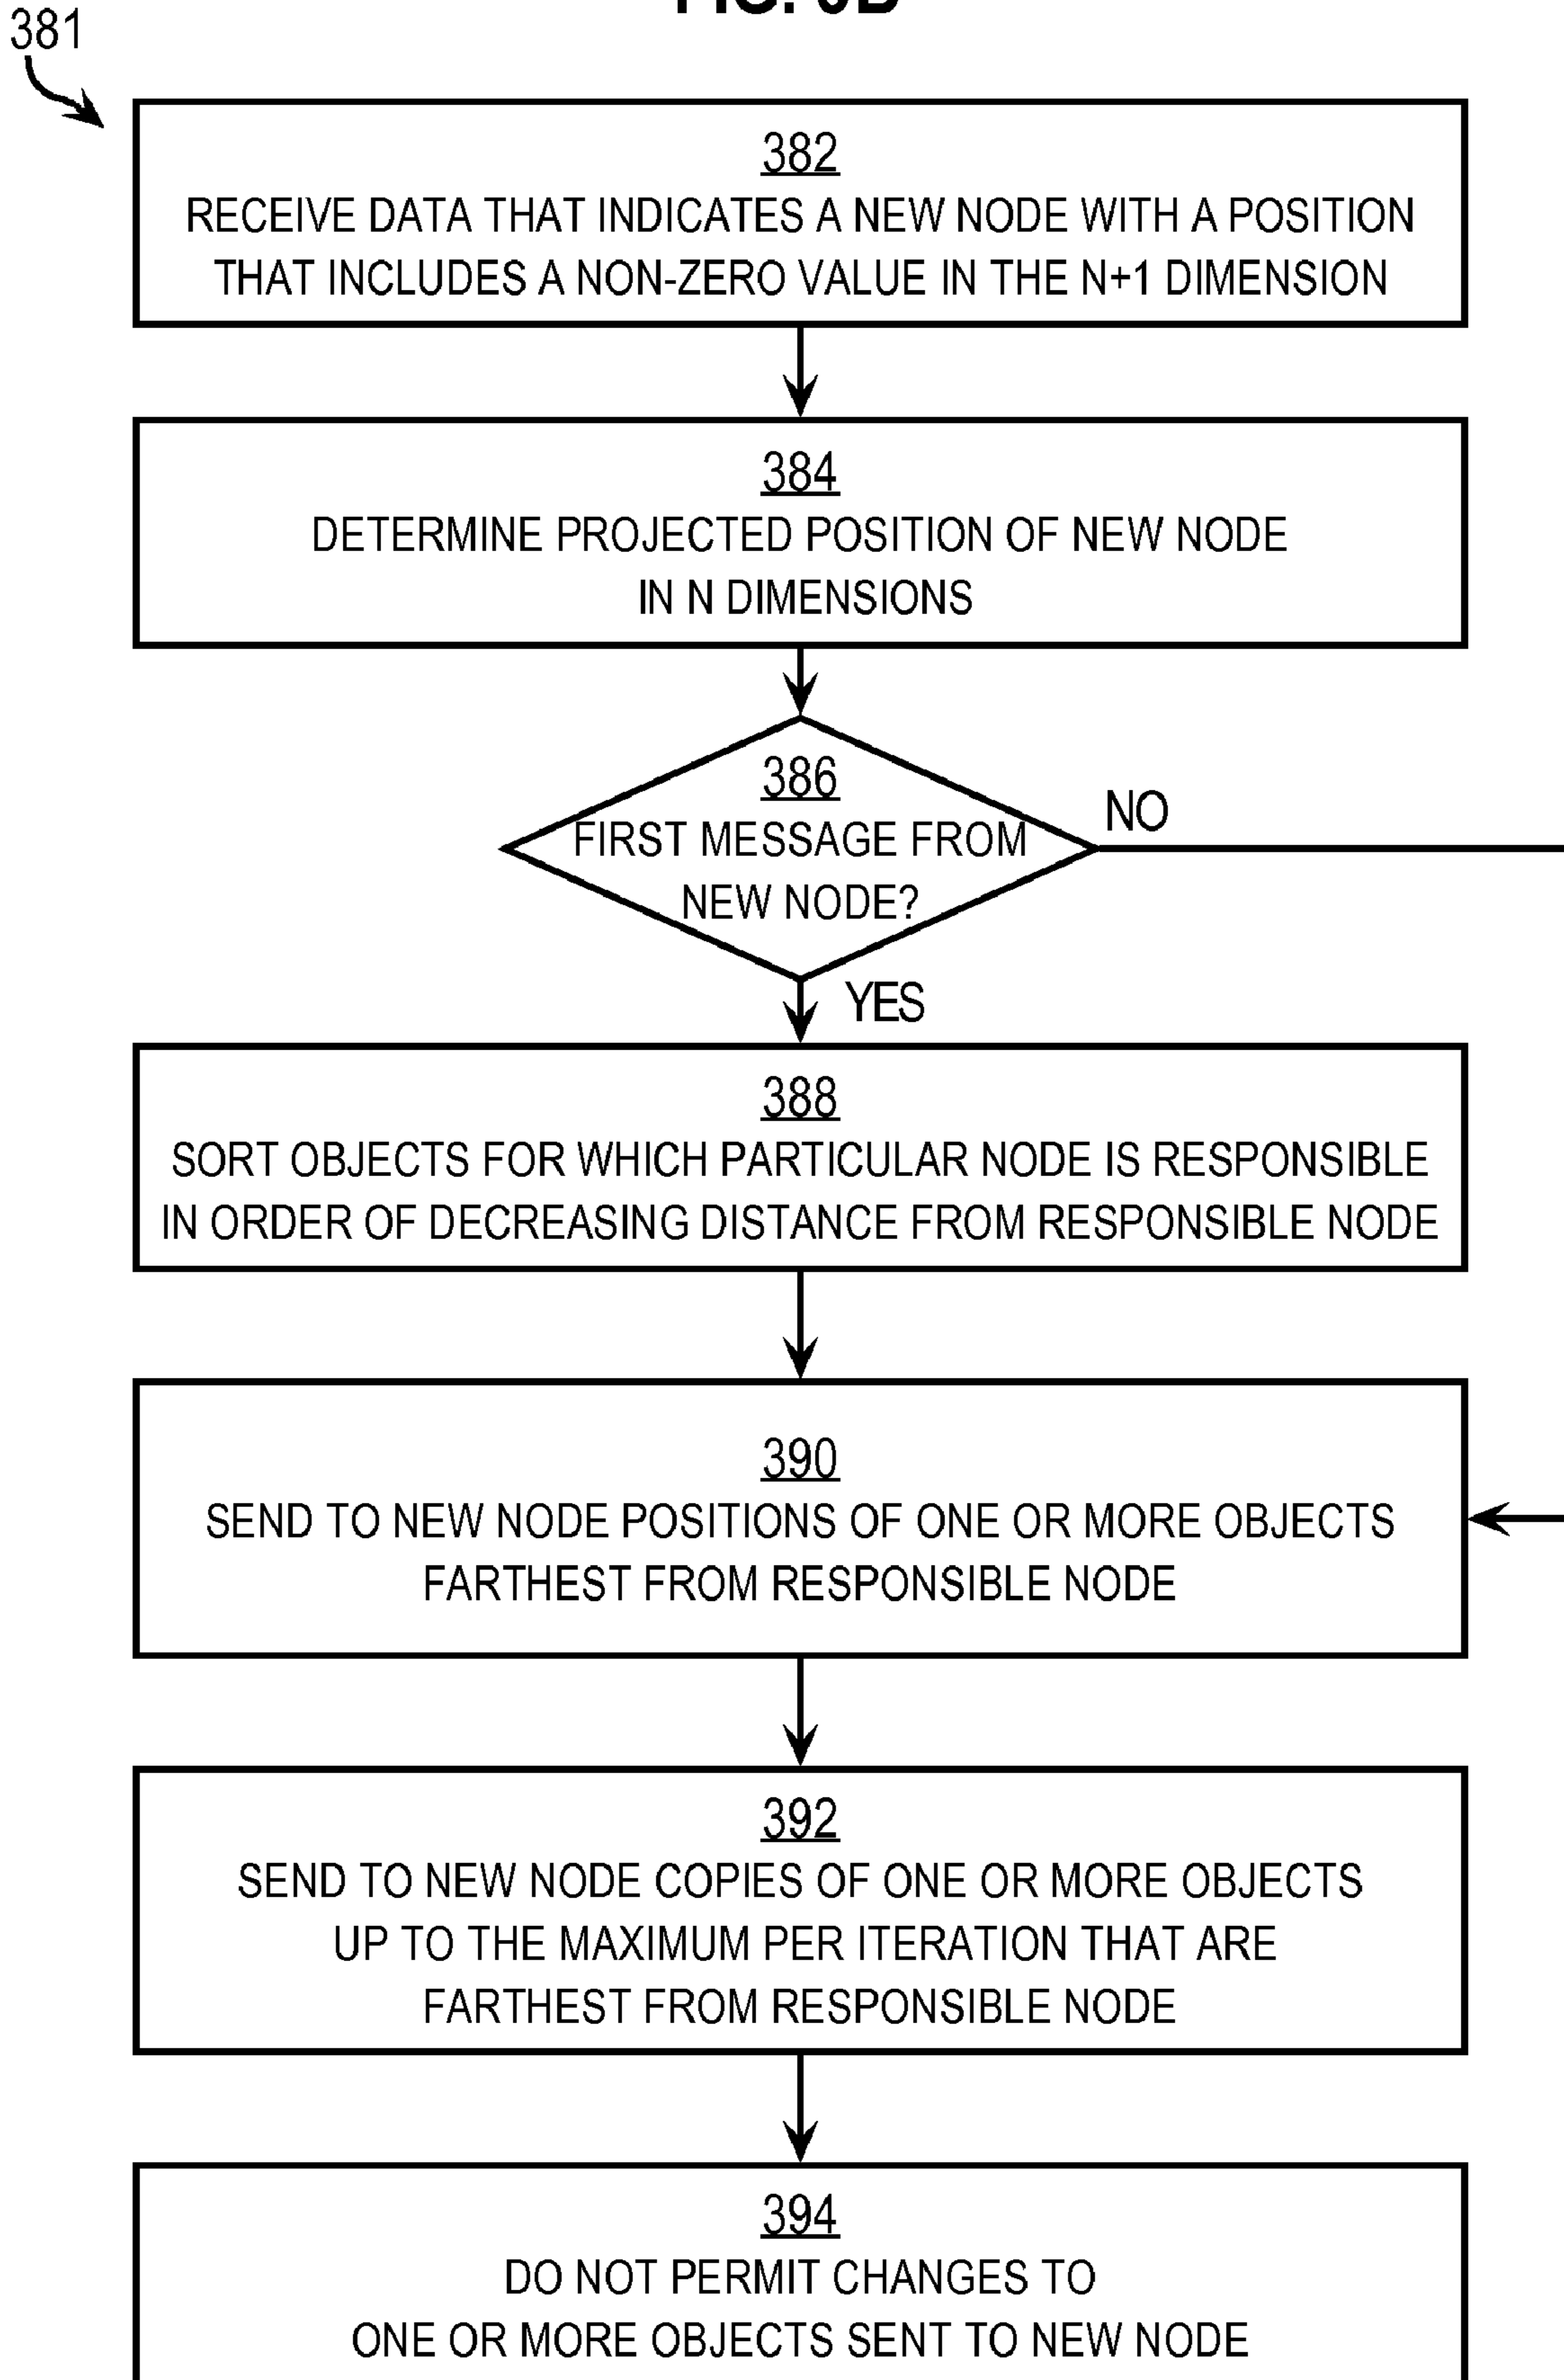 381
382
RECEIVE DATA THAT INDICATES A NEW NODE WITH A POSITION
THAT INCLUDES A NON-ZERO VALUE IN THE N+1 DIMENSION
384
DETERMINE PROJECTED POSITION OF NEW NODE
IN N DIMENSIONS
386
FIRST MESSAGE FROM
NEW NODE?
NO
YES
388
SORT OBJECTS FOR WHICH PARTICULAR NODE IS RESPONSIBLE
IN ORDER OF DECREASING DISTANCE FROM RESPONSIBLE NODE
390
SEND TO NEW NODE POSITIONS OF ONE OR MORE OBJECTS
FARTHEST FROM RESPONSIBLE NODE
392
SEND TO NEW NODE COPIES OF ONE OR MORE OBJECTS
UP TO THE MAXIMUM PER ITERATION THAT ARE
FARTHEST FROM RESPONSIBLE NODE
394
DO NOT PERMIT CHANGES TO
ONE OR MORE OBJECTS SENT TO NEW NODE